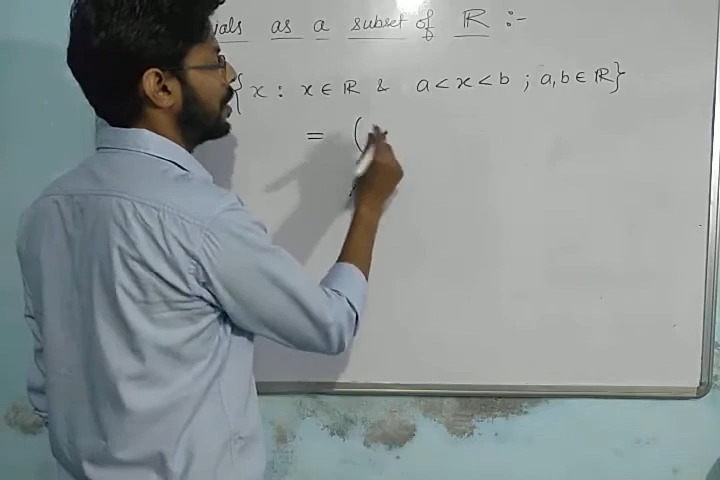 as a subset of ℝ :-
{x : x ∈ ℝ & a < x < b ; a, b ∈ ℝ}
= (